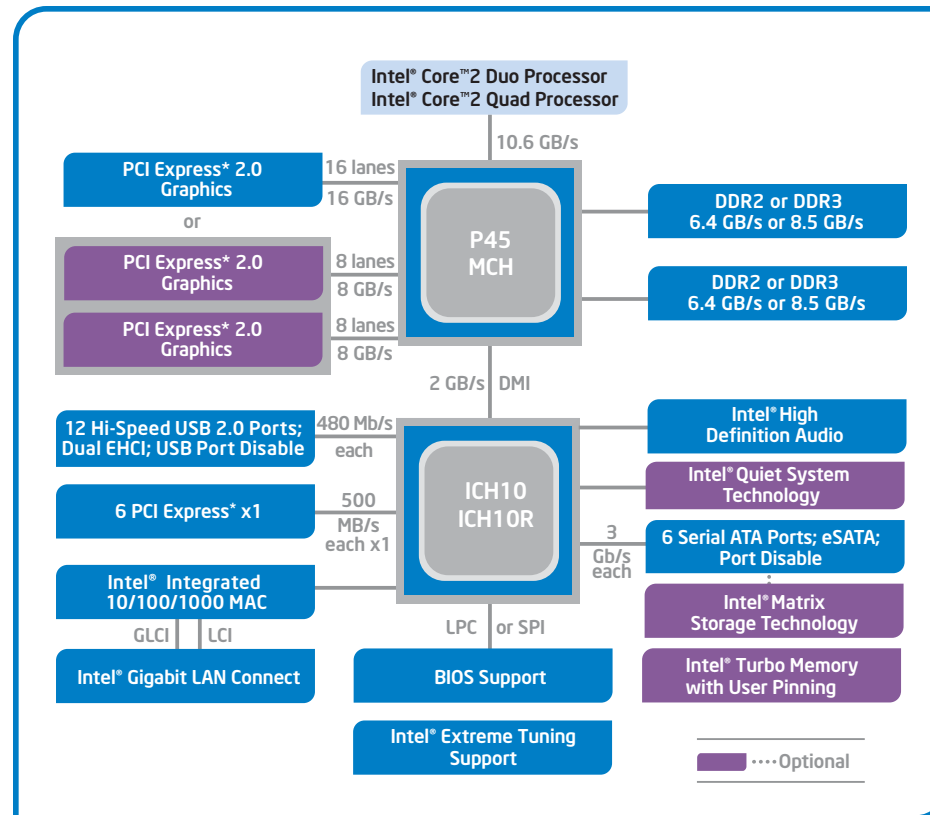 Intel® Core™2 Duo Processor
Intel® Core™2 Quad Processor
10.6 GB/s
PCI Express* 2.0
Graphics
16 lanes
16 GB/s
or
PCI Express* 2.0
Graphics
8 lanes
8 GB/s
PCI Express* 2.0
Graphics
8 lanes
8 GB/s
P45
MCH
DDR2 or DDR3
6.4 GB/s or 8.5 GB/s
DDR2 or DDR3
6.4 GB/s or 8.5 GB/s
2 GB/s DMI
12 Hi-Speed USB 2.0 Ports;
Dual EHCI; USB Port Disable
480 Mb/s
each
6 PCI Express* x1
500
MB/s
each x1
Intel® Integrated
10/100/1000 MAC
GLCI LCI
Intel® Gigabit LAN Connect
ICH10
ICH10R
Intel® High
Definition Audio
Intel® Quiet System
Technology
3
Gb/s
each
6 Serial ATA Ports; eSATA;
Port Disable
Intel® Matrix
Storage Technology
Intel® Turbo Memory
with User Pinning
LPC or SPI
BIOS Support
Intel® Extreme Tuning
Support
Optional